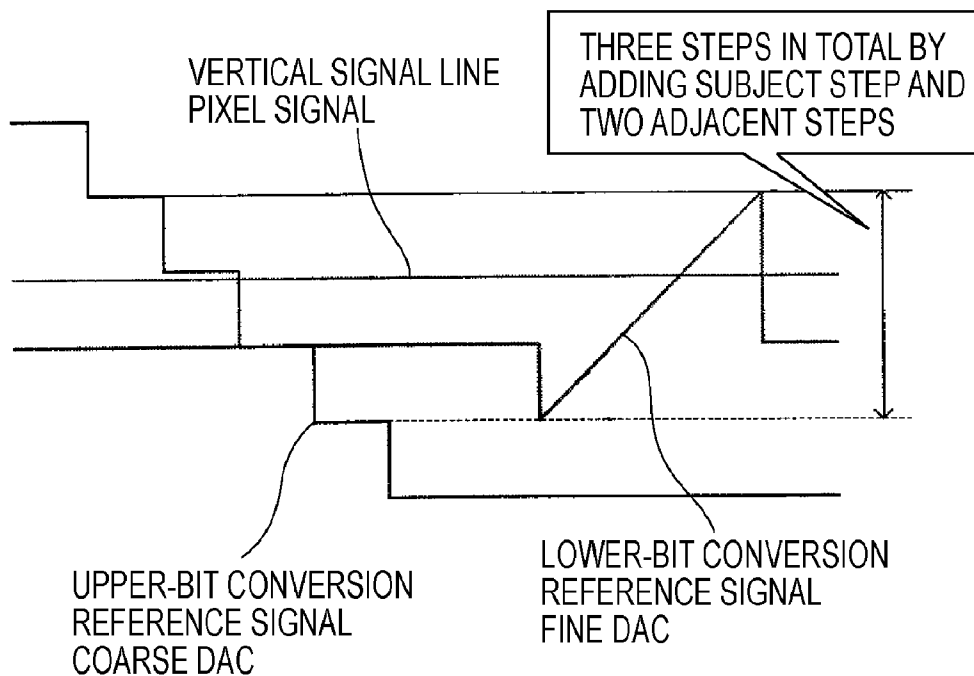 THREE STEPS IN TOTAL BY
ADDING SUBJECT STEP AND
TWO ADJACENT STEPS
VERTICAL SIGNAL LINE
PIXEL SIGNAL
UPPER-BIT CONVERSION
REFERENCE SIGNAL
COARSE DAC
LOWER-BIT CONVERSION
REFERENCE SIGNAL
FINE DAC